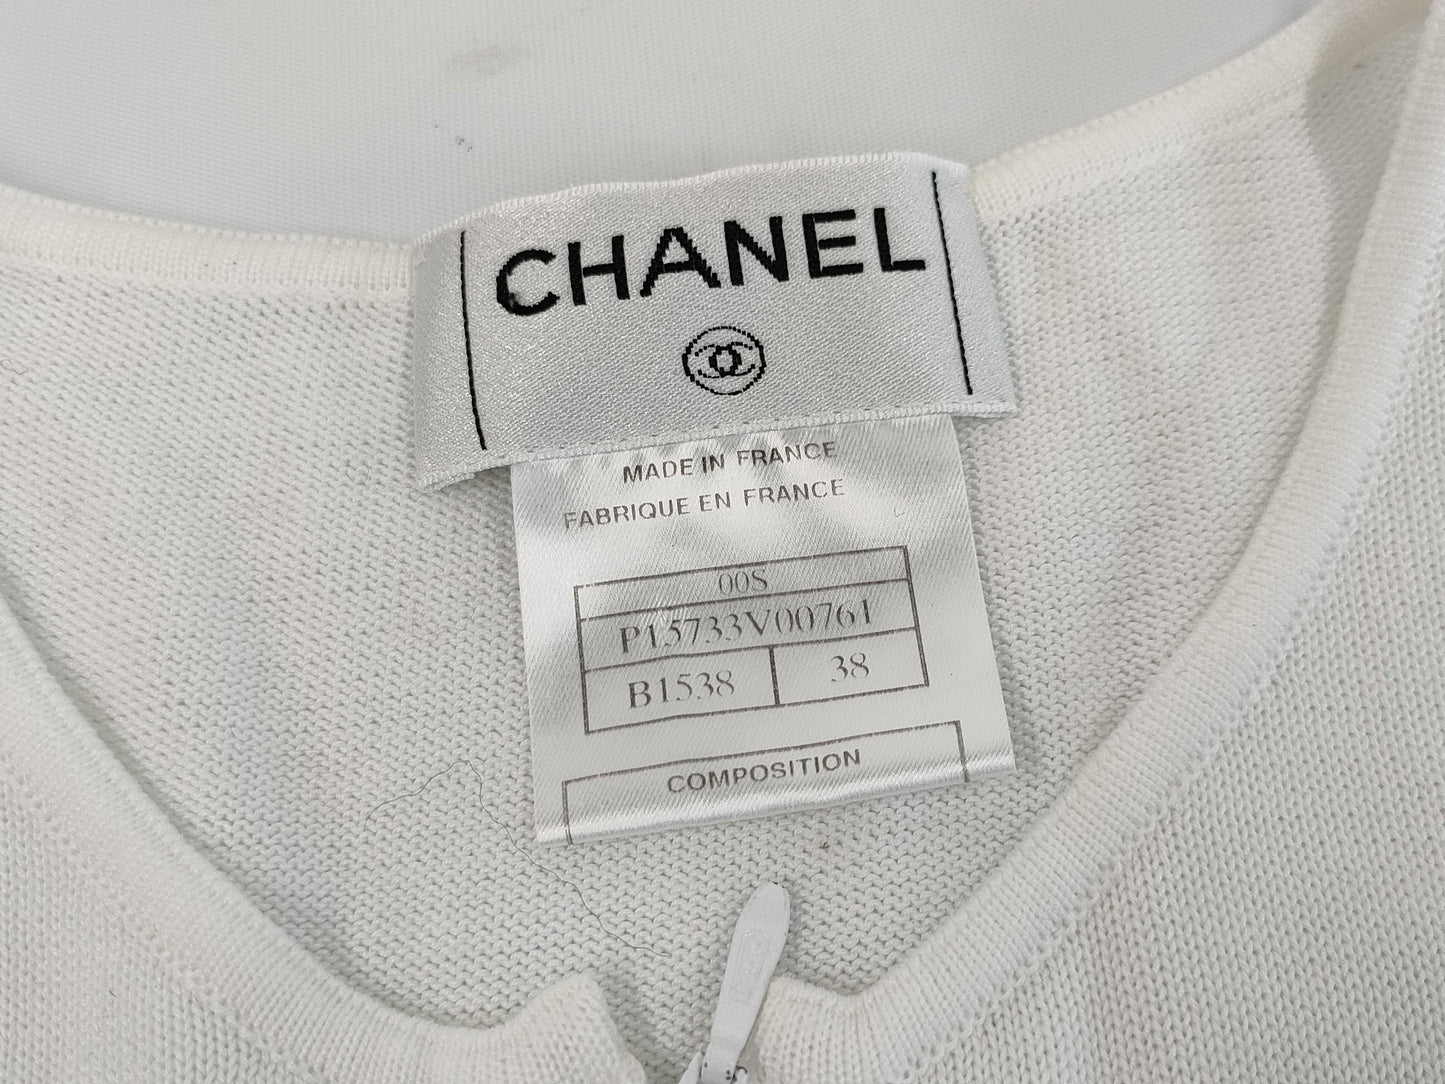 CHANEL
MADE IN FRANCE
FABRIQUE EN FRANCE
00S
P15733V00761
B1538 38
COMPOSITION